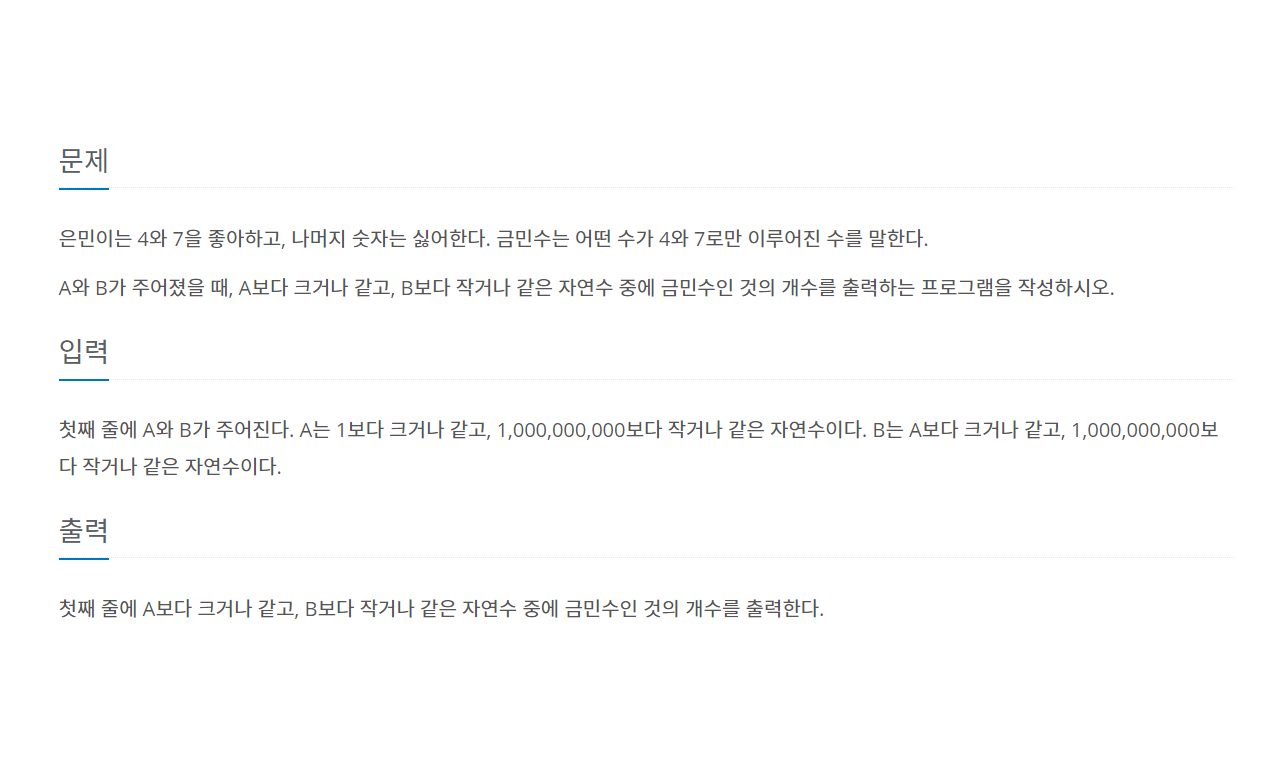 문제
은민이는 4와 7을 좋아하고, 나머지 숫자는 싫어한다. 금민수는 어떤 수가 4와 7로만 이루어진 수를 말한다.
A와 B가 주어졌을 때, A보다 크거나 같고, B보다 작거나 같은 자연수 중에 금민수인 것의 개수를 출력하는 프로그램을 작성하시오.
입력
첫째 줄에 A와 B가 주어진다. A는 1보다 크거나 같고, 1,000,000,000보다 작거나 같은 자연수이다. B는 A보다 크거나 같고, 1,000,000,000보
다 작거나 같은 자연수이다.
출력
첫째 줄에 A보다 크거나 같고, B보다 작거나 같은 자연수 중에 금민수인 것의 개수를 출력한다.